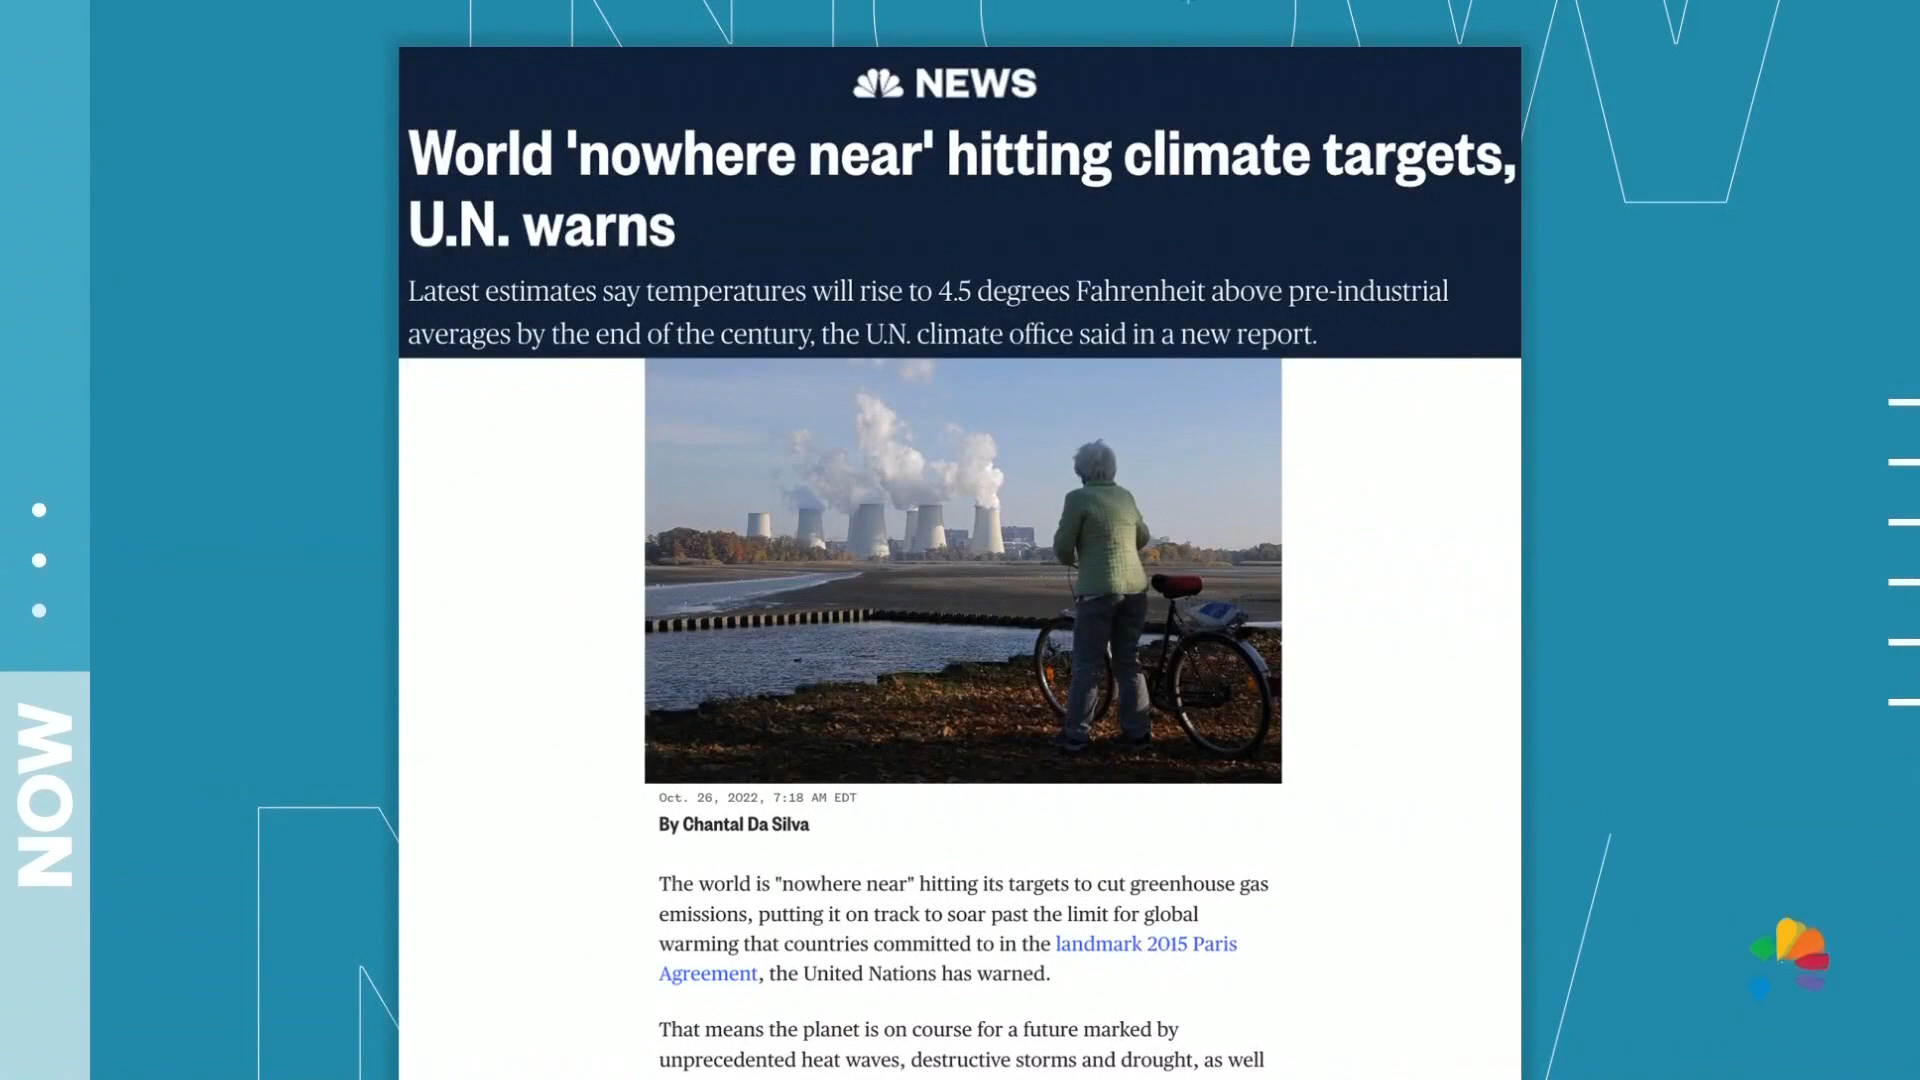 NEWS
World 'nowhere near' hitting climate targets,
U.N. warns
Latest estimates say temperatures will rise to 4.5 degrees Fahrenheit above pre-industrial
averages by the end of the century, the U.N. climate office said in a new report.
Oct. 26, 2022, 7:18 AM EDT
By Chantal Da Silva
The world is "nowhere near" hitting its targets to cut greenhouse gas
emissions, putting it on track to soar past the limit for global
warming that countries committed to in the landmark 2015 Paris
Agreement, the United Nations has warned.
That means the planet is on course for a future marked by
unprecedented heat waves, destructive storms and drought, as well
NOW